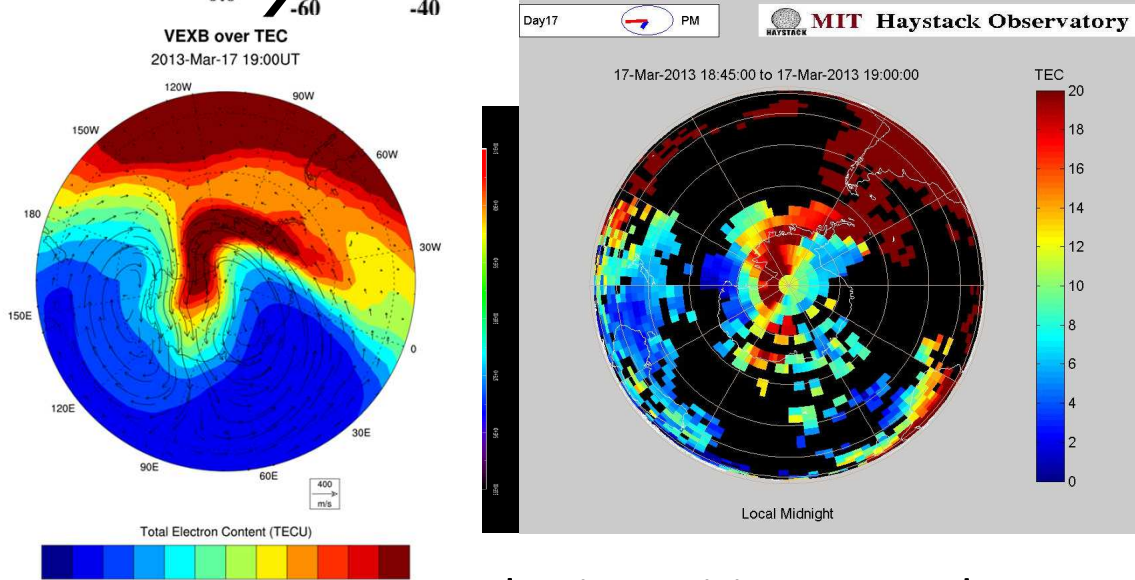 -60
-40
VEXB over TEC
2013-Mar-17 19:00UT
120W
90W
150W
60W
180
30W
150E
0
120E
30E
90E
60E
400
m/s
Total Electron Content (TECU)
Day17
PM
HAYSTACK
MIT Haystack Observatory
17-Mar-2013 18:45:00 to 17-Mar-2013 19:00:00
TEC
20
18
16
14
12
10
8
6
4
2
0
Local Midnight